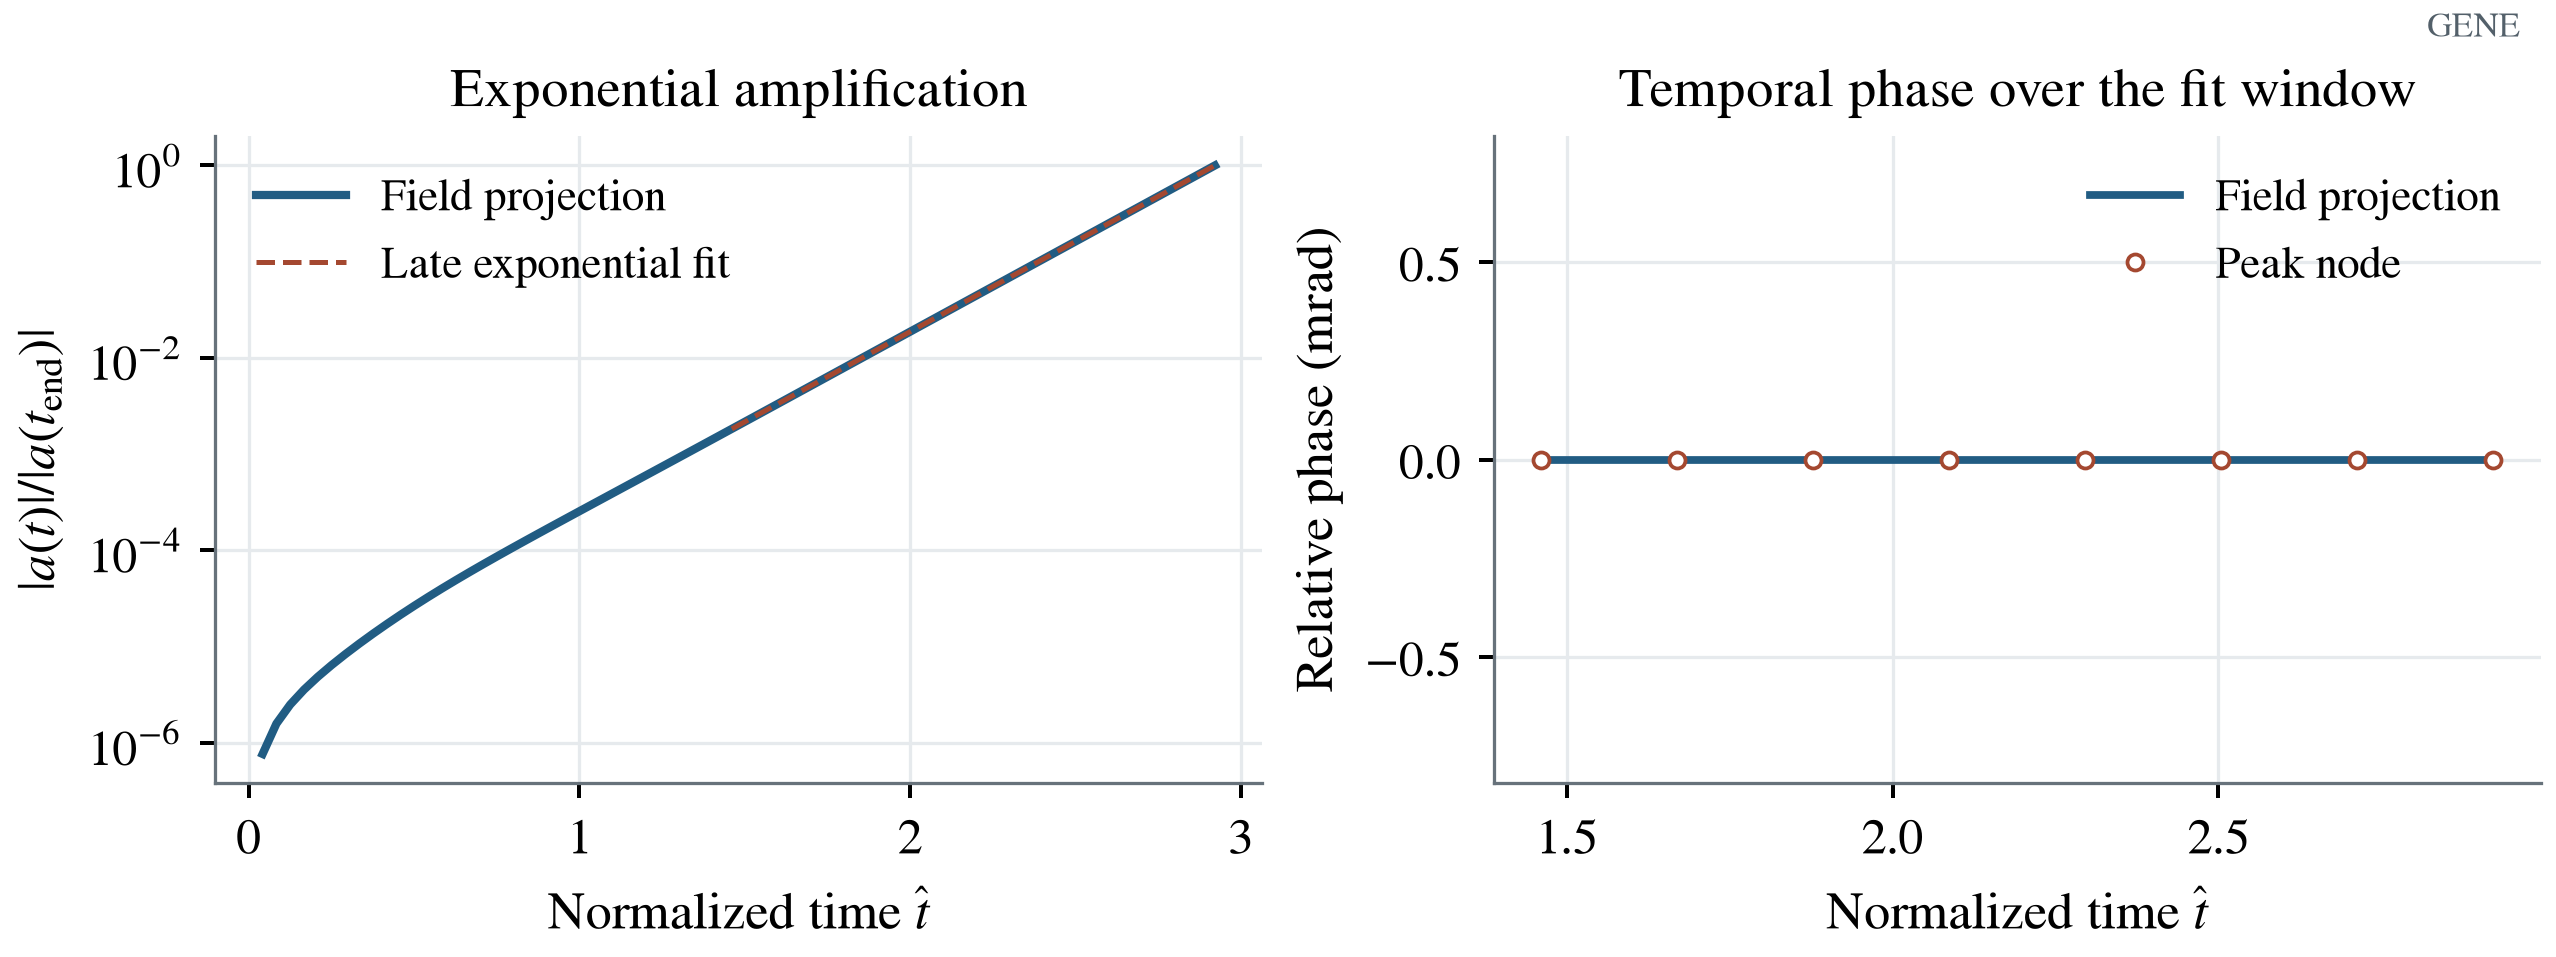 GENE
Exponential amplification
|a(t)|/|a(t_end)|
10^0
10^−2
10^−4
10^−6
Field projection
Late exponential fit
0 1 2 3
Normalized time t̂
Temporal phase over the fit window
Relative phase (mrad)
0.5
0.0
−0.5
Field projection
Peak node
1.5 2.0 2.5
Normalized time t̂